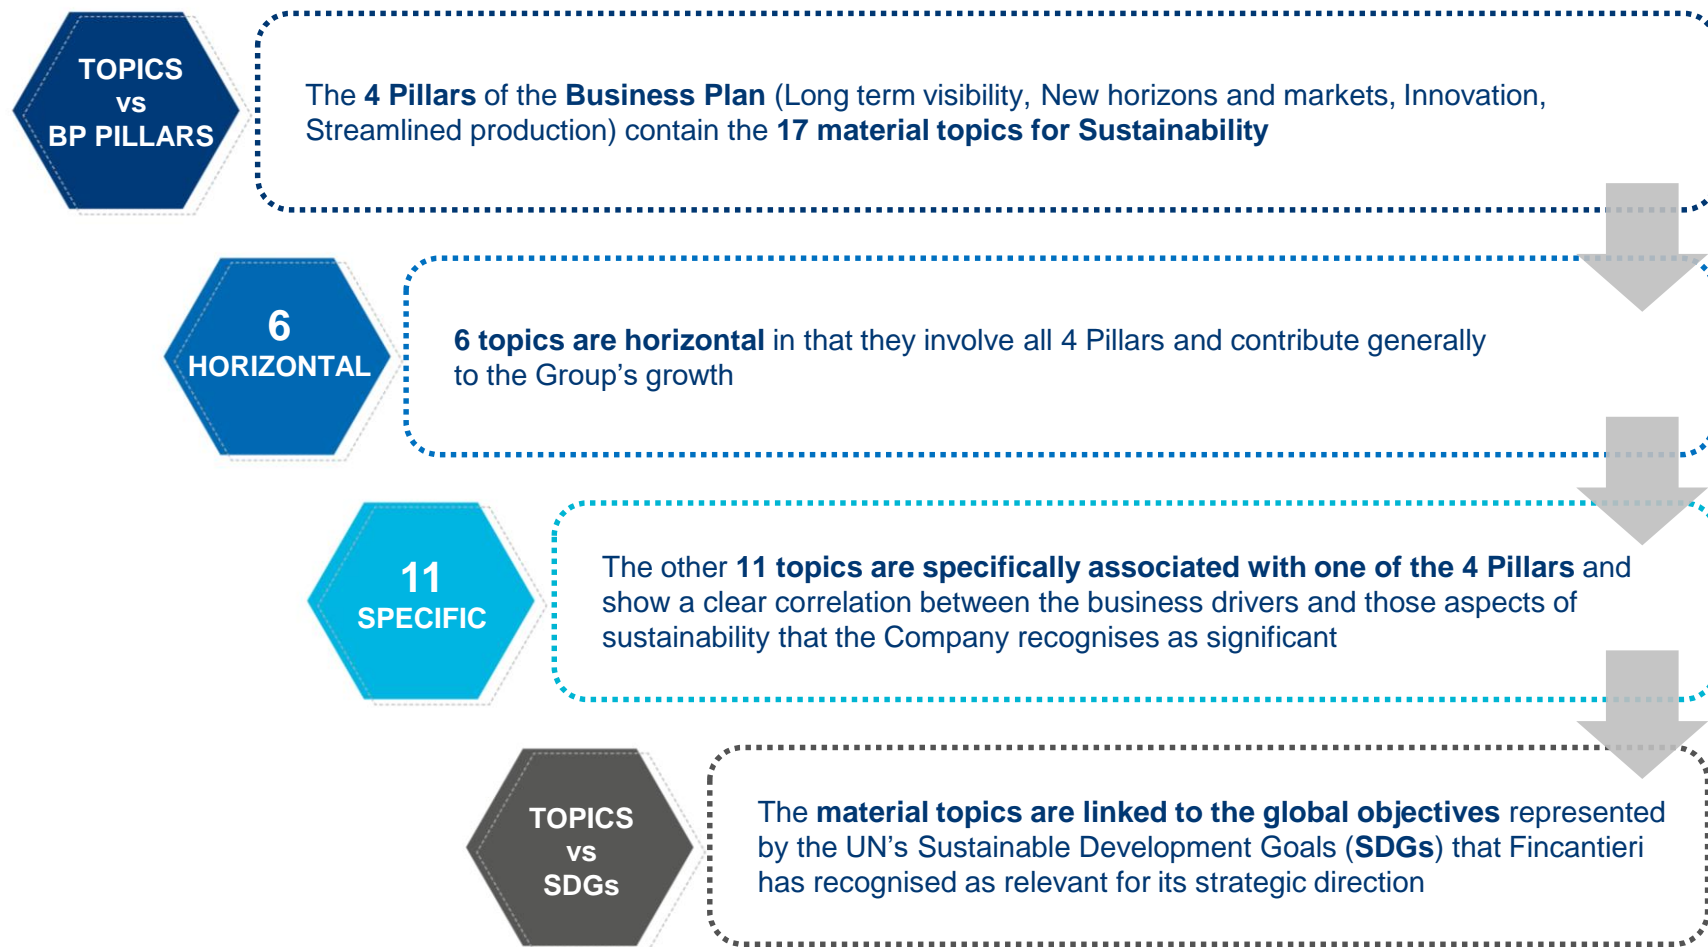 TOPICS
vs
BP PILLARS
The 4 Pillars of the Business Plan (Long term visibility, New horizons and markets, Innovation,
Streamlined production) contain the 17 material topics for Sustainability
6
HORIZONTAL
6 topics are horizontal in that they involve all 4 Pillars and contribute generally
to the Group’s growth
11
SPECIFIC
The other 11 topics are specifically associated with one of the 4 Pillars and
show a clear correlation between the business drivers and those aspects of
sustainability that the Company recognises as significant
TOPICS
vs
SDGs
The material topics are linked to the global objectives represented
by the UN’s Sustainable Development Goals (SDGs) that Fincantieri
has recognised as relevant for its strategic direction